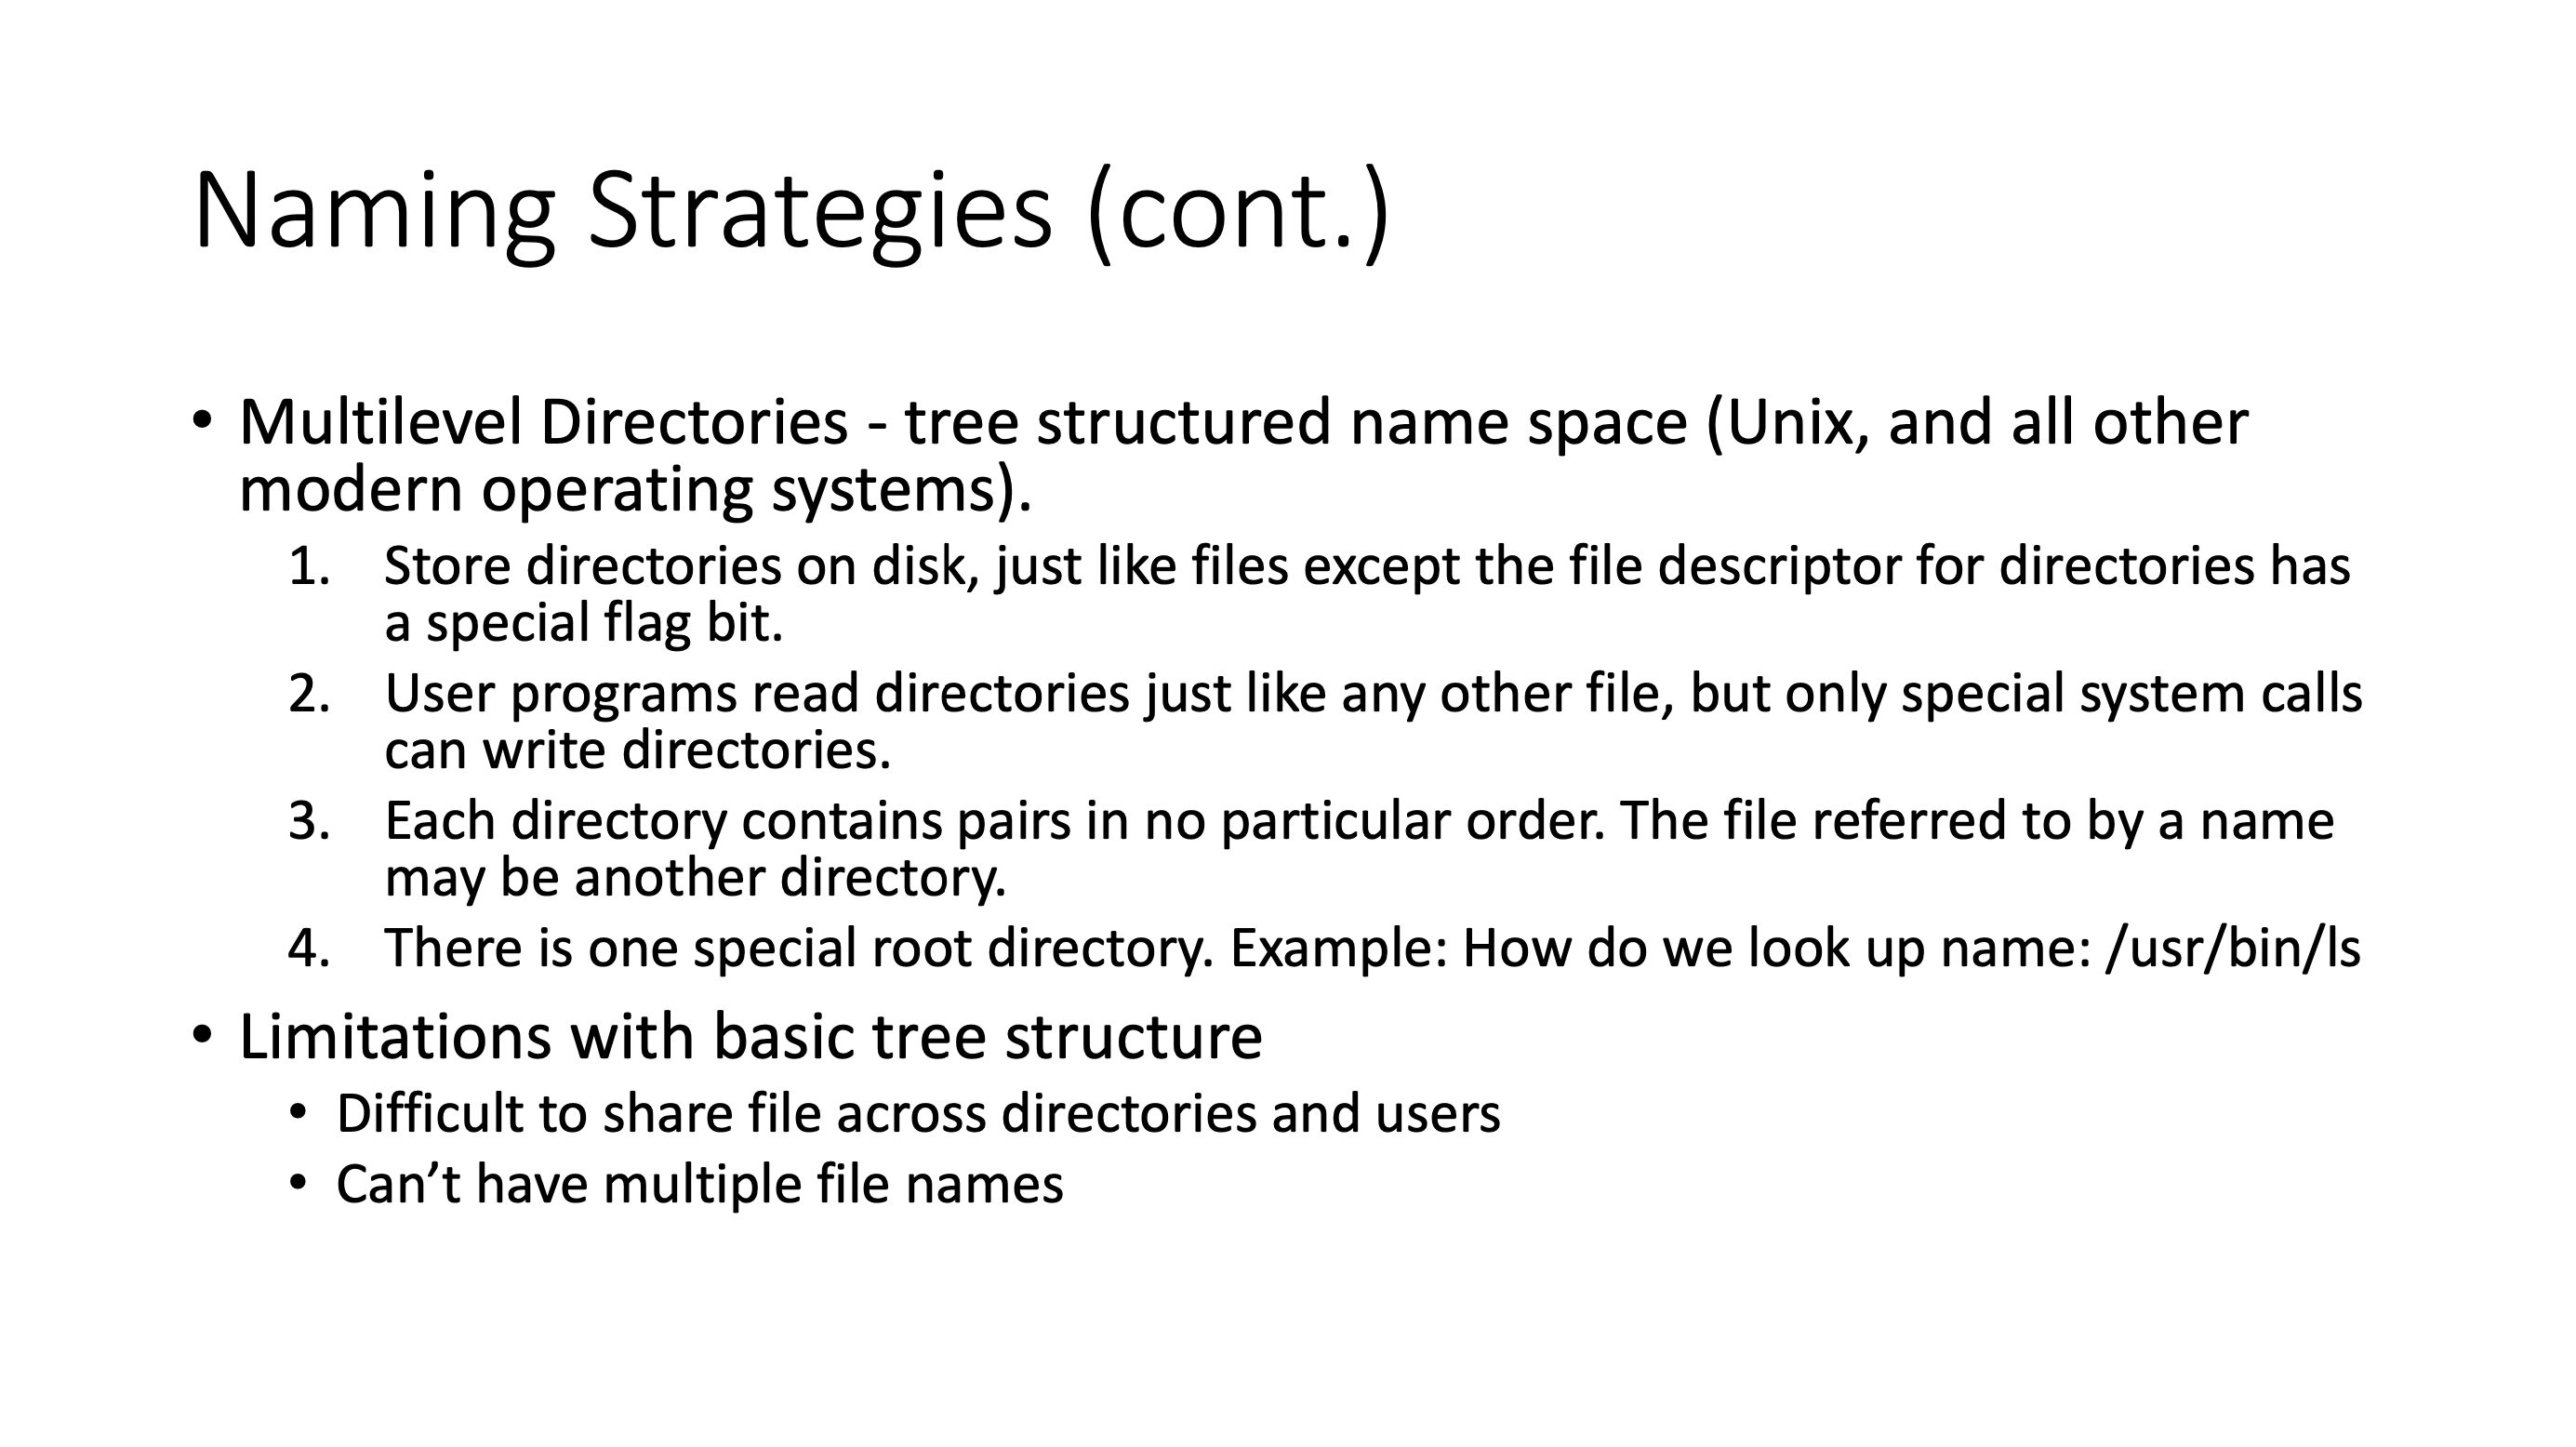 Naming Strategies (cont.)
• Multilevel Directories - tree structured name space (Unix, and all other
modern operating systems).
1. Store directories on disk, just like files except the file descriptor for directories has
a special flag bit.
2. User programs read directories just like any other file, but only special system calls
can write directories.
3. Each directory contains pairs in no particular order. The file referred to by a name
may be another directory.
4. There is one special root directory. Example: How do we look up name: /usr/bin/ls
• Limitations with basic tree structure
• Difficult to share file across directories and users
• Can’t have multiple file names